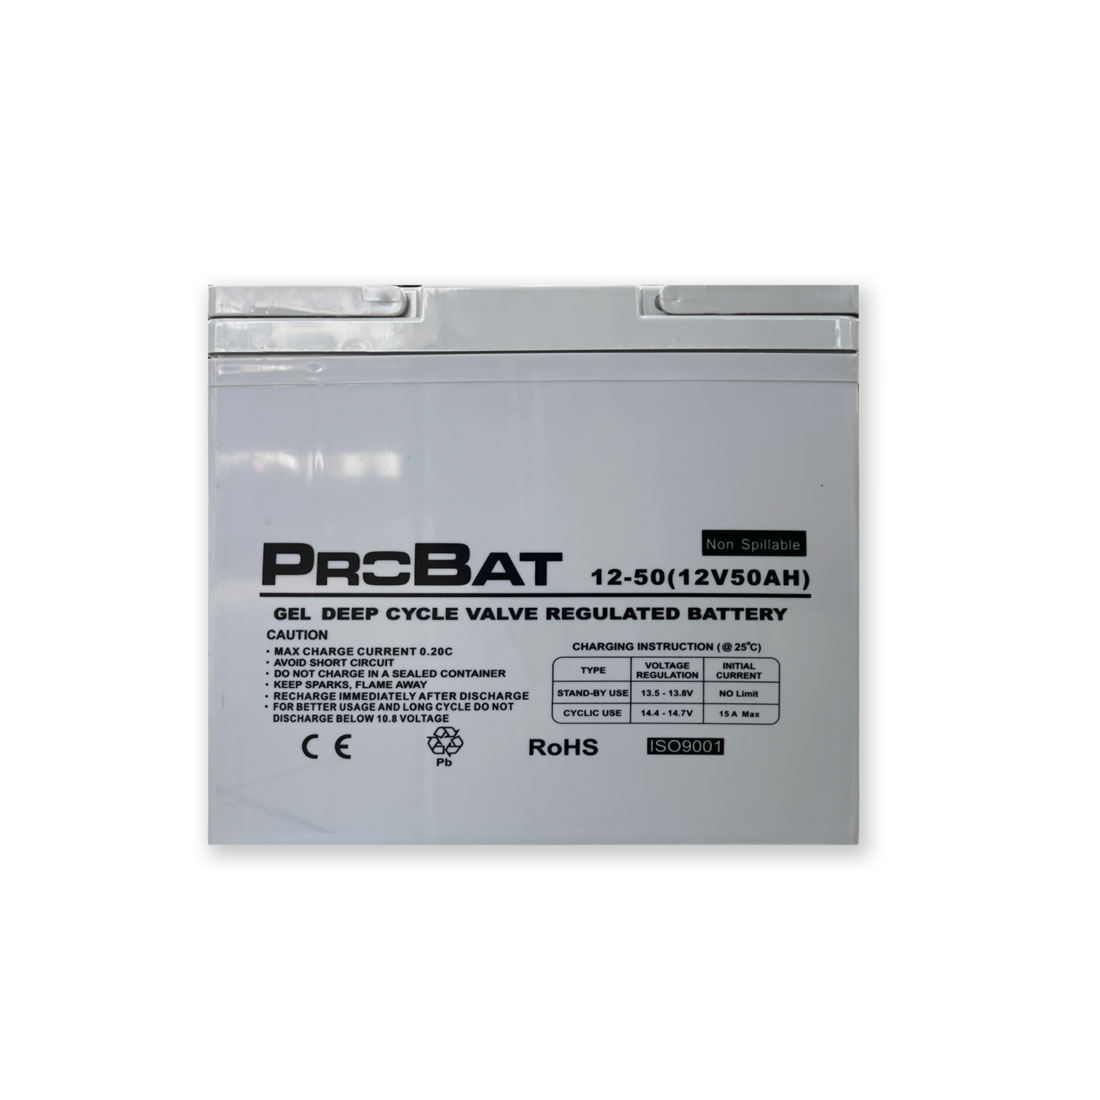 Non Spillable
PROBAT 12-50(12V50AH)
GEL DEEP CYCLE VALVE REGULATED BATTERY
CAUTION
· MAX CHARGE CURRENT 0.20C
· AVOID SHORT CIRCUIT
· DO NOT CHARGE IN A SEALED CONTAINER
· KEEP SPARKS, FLAME AWAY
· RECHARGE IMMEDIATELY AFTER DISCHARGE
· FOR BETTER USAGE AND LONG CYCLE DO NOT
DISCHARGE BELOW 10.8 VOLTAGE
CHARGING INSTRUCTION (@ 25°C)
TYPE VOLTAGE REGULATION INITIAL CURRENT
STAND-BY USE 13.5 - 13.8V NO Limit
CYCLIC USE 14.4 - 14.7V 15 A Max
CE
Pb
RoHS
ISO9001